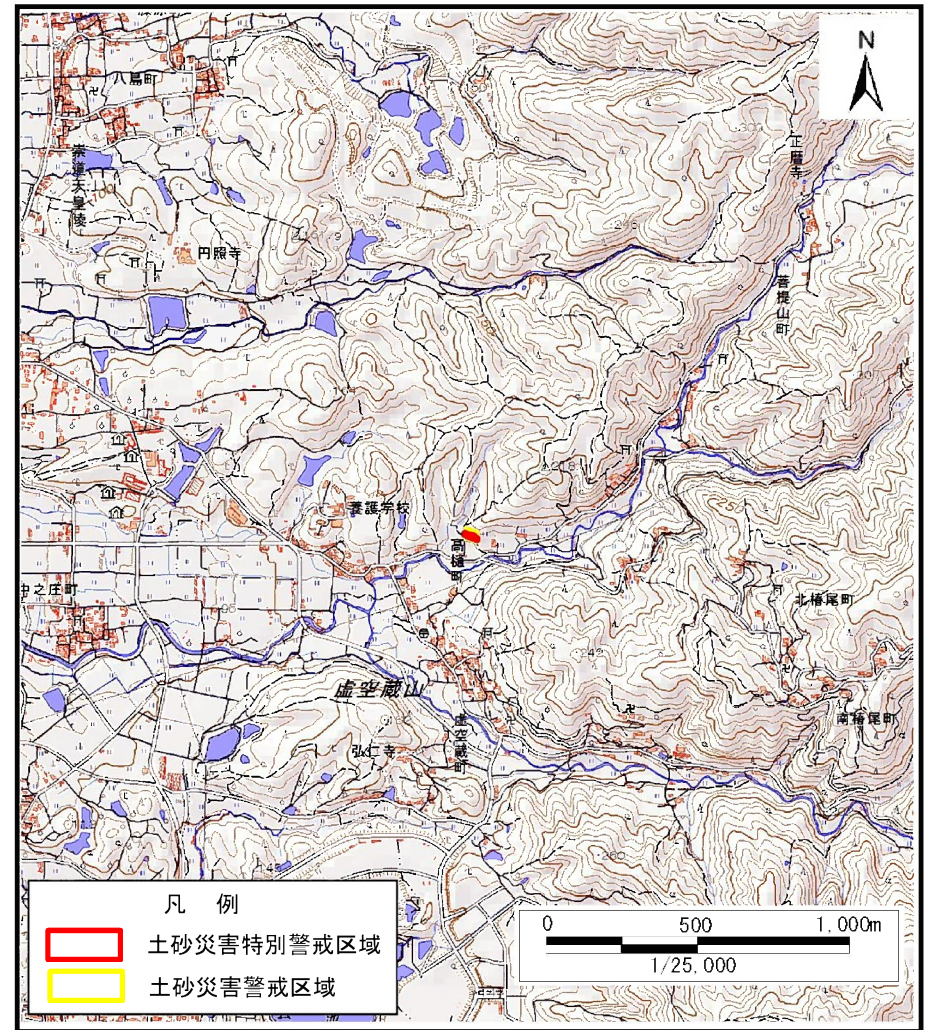 N
八島町
崇道天皇陵
円照寺
正暦寺
菩提山町
養護学校
高樋町
中之庄町
北椿尾町
虚空蔵山
南椿尾町
虚空蔵町
弘仁寺
凡 例
土砂災害特別警戒区域
土砂災害警戒区域
0 500 1,000m
1/25,000